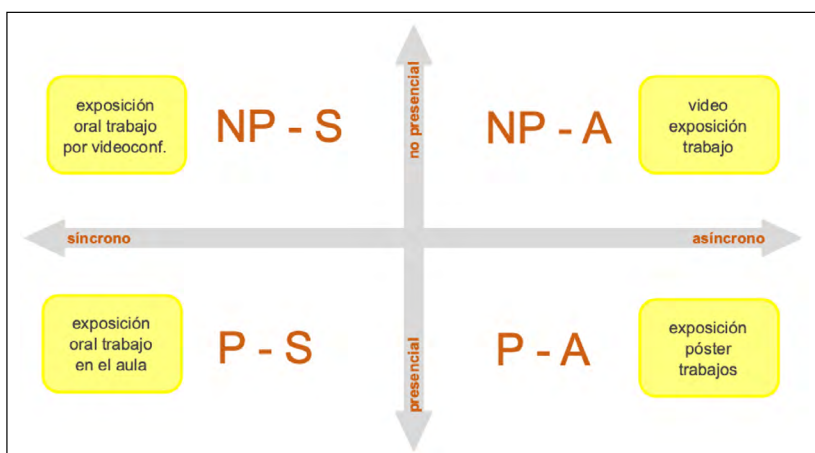 exposición
oral trabajo
por videoconf.
NP - S
no presencial
NP - A
video
exposición
trabajo
síncrono
asíncrono
exposición
oral trabajo
en el aula
P - S
presencial
P - A
exposición
póster
trabajos